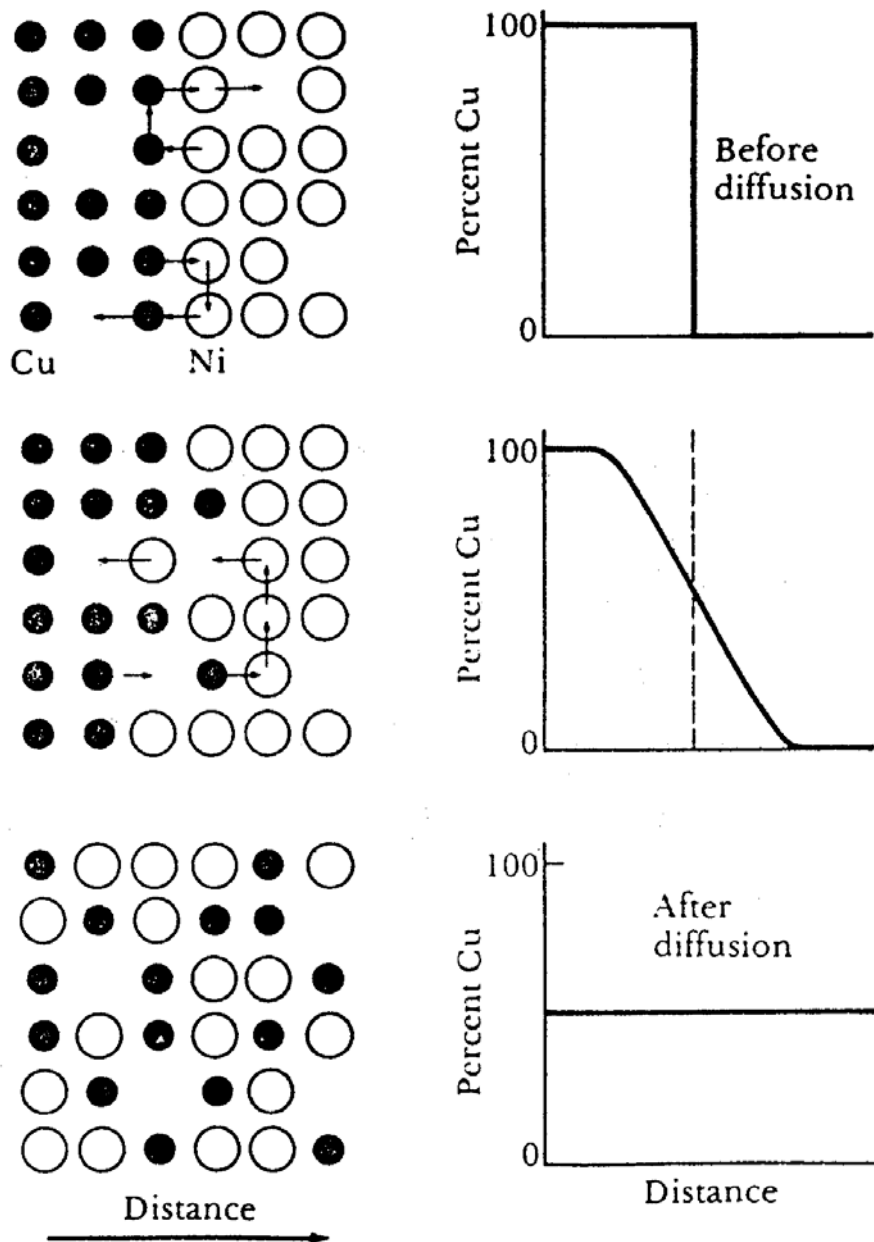 100
Percent Cu
Before
diffusion
0
Cu
Ni
100
Percent Cu
0
100
Percent Cu
After
diffusion
0
Distance
Distance